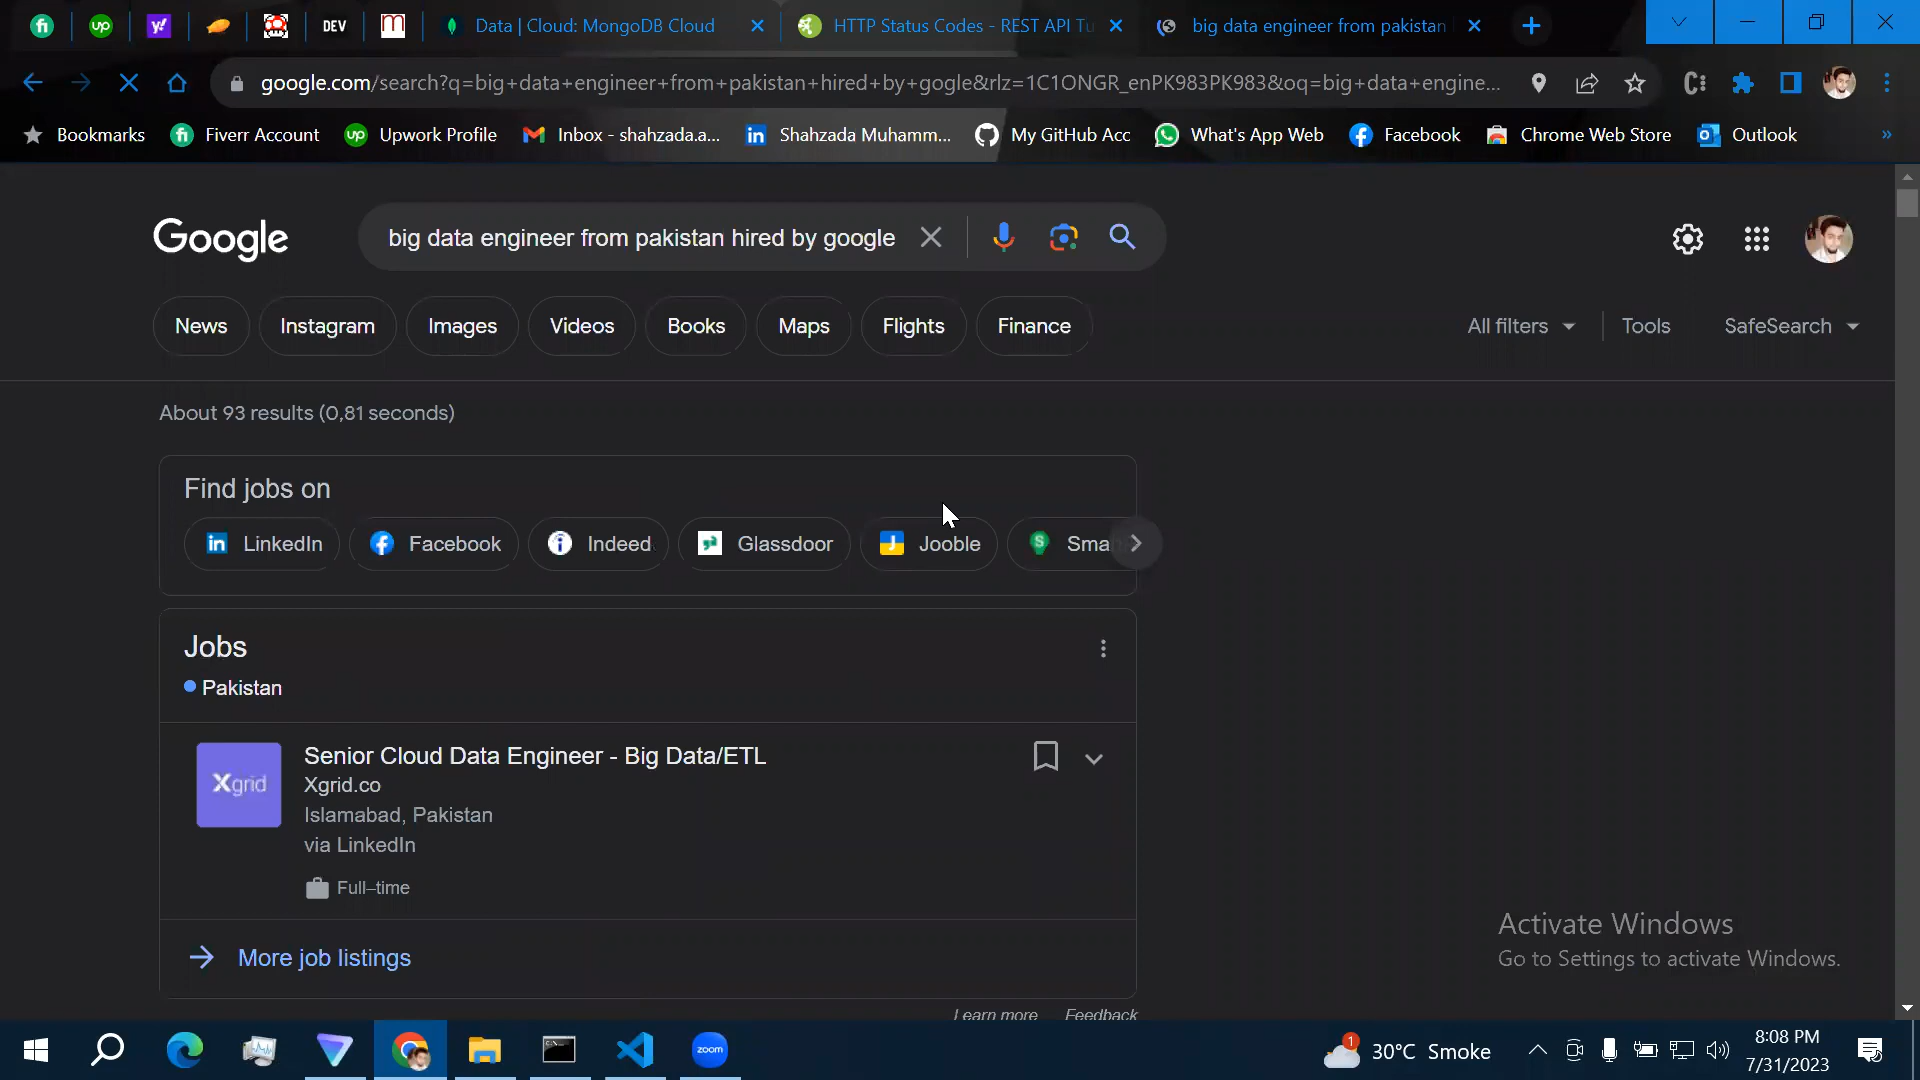 DEV
Data | Cloud: MongoDB Cloud
HTTP Status Codes - REST API Tu
big data engineer from pakistan
google.com/search?q=big+data+engineer+from+pakistan+hired+by+gogle&rlz=1C1ONGR_enPK983PK983&oq=big+data+engine...
Bookmarks
Fiverr Account
Upwork Profile
Inbox - shahzada.a...
Shahzada Muhamm...
My GitHub Acc
What's App Web
Facebook
Chrome Web Store
Outlook
»
Google
big data engineer from pakistan hired by google
News
Instagram
Images
Videos
Books
Maps
Flights
Finance
All filters
Tools
SafeSearch
About 93 results (0,81 seconds)
Find jobs on
LinkedIn
Facebook
Indeed
Glassdoor
Jooble
Sma
Jobs
Pakistan
Xgrid
Senior Cloud Data Engineer - Big Data/ETL
Xgrid.co
Islamabad, Pakistan
via LinkedIn
Full–time
More job listings
Learn more
Feedback
Activate Windows
Go to Settings to activate Windows.
zoom
1
30°C Smoke
8:08 PM
7/31/2023